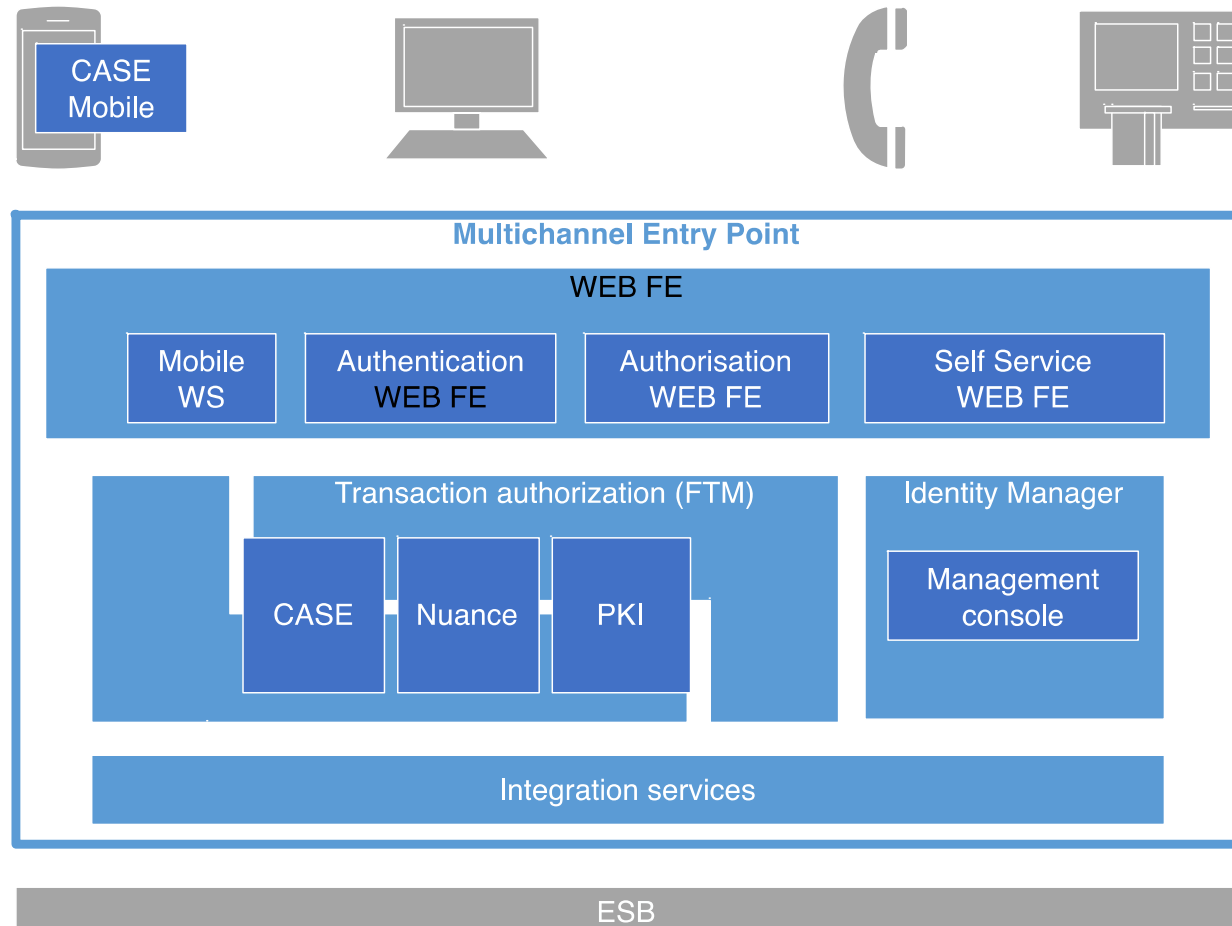 CASE
Mobile
Multichannel Entry Point
WEB FE
Mobile
WS
Authentication
WEB FE
Authorisation
WEB FE
Self Service
WEB FE
Transaction authorization (FTM)
Identity Manager
CASE
Nuance
PKI
Management
console
Integration services
ESB